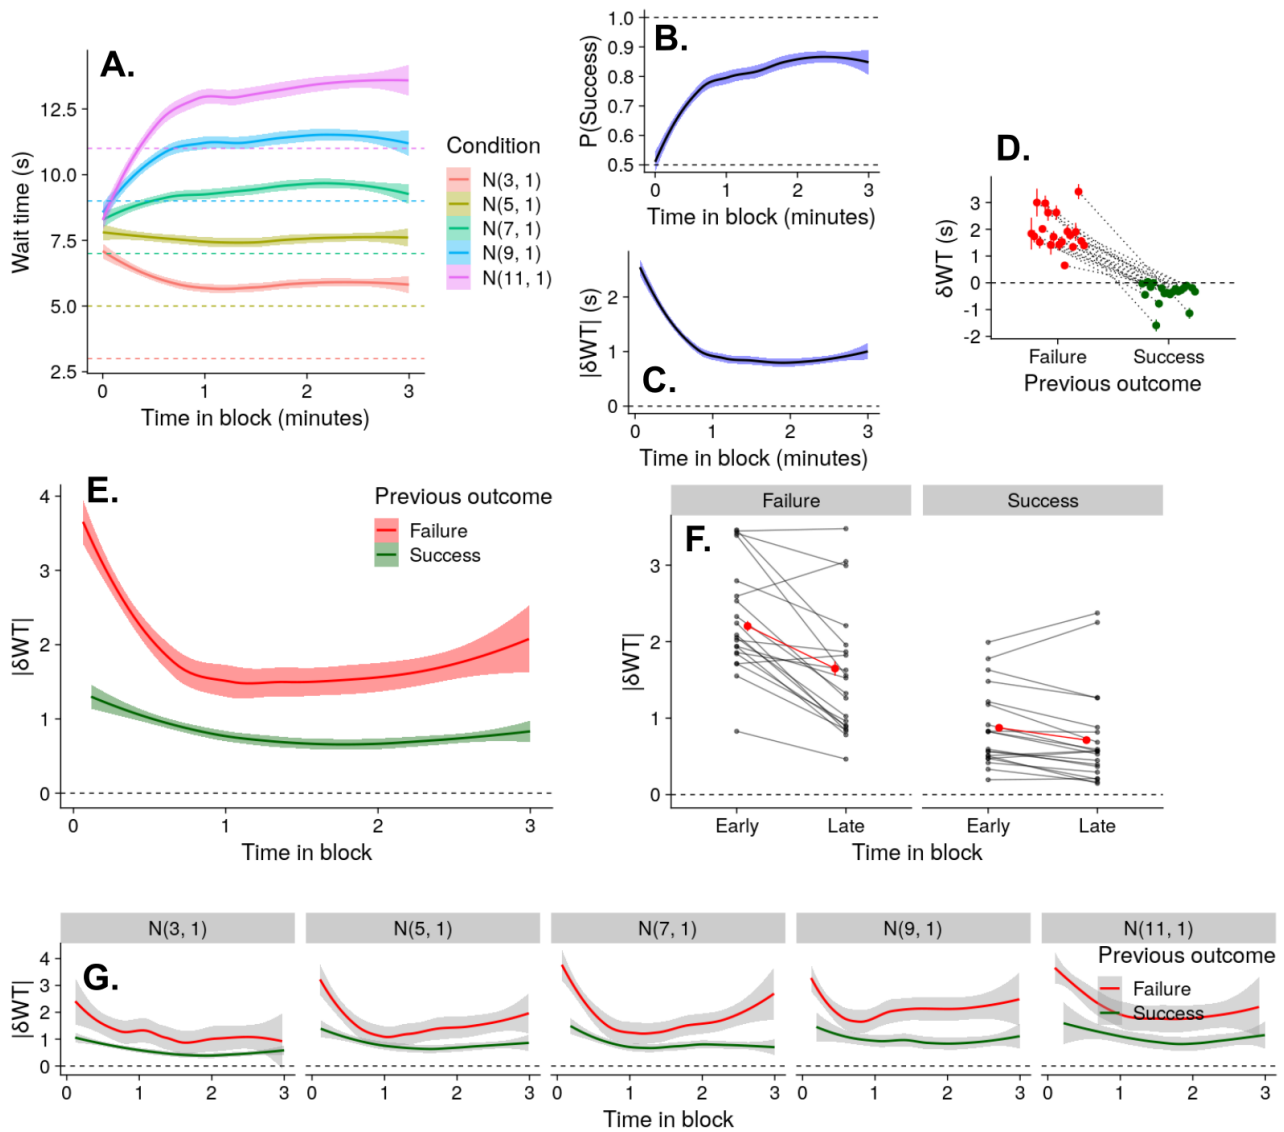 A.
Wait time (s)
12.5
10.0
7.5
5.0
2.5
0 1 2 3
Time in block (minutes)
Condition
N(3, 1)
N(5, 1)
N(7, 1)
N(9, 1)
N(11, 1)
B.
P(Success)
1.0
0.9
0.8
0.7
0.6
0.5
0 1 2 3
Time in block (minutes)
C.
|δWT| (s)
2
1
0
0 1 2 3
Time in block (minutes)
D.
δWT (s)
3
2
1
0
-1
-2
Failure Success
Previous outcome
E.
|δWT|
4
3
2
1
0
0 1 2 3
Time in block
Previous outcome
Failure
Success
F.
Failure Success
|δWT|
3
2
1
0
Early Late Early Late
Time in block
G.
N(3, 1) N(5, 1) N(7, 1) N(9, 1) N(11, 1)
|δWT|
4
3
2
1
0
Previous outcome
Failure
Success
0 1 2 3 0 1 2 3 0 1 2 3 0 1 2 3 0 1 2 3
Time in block